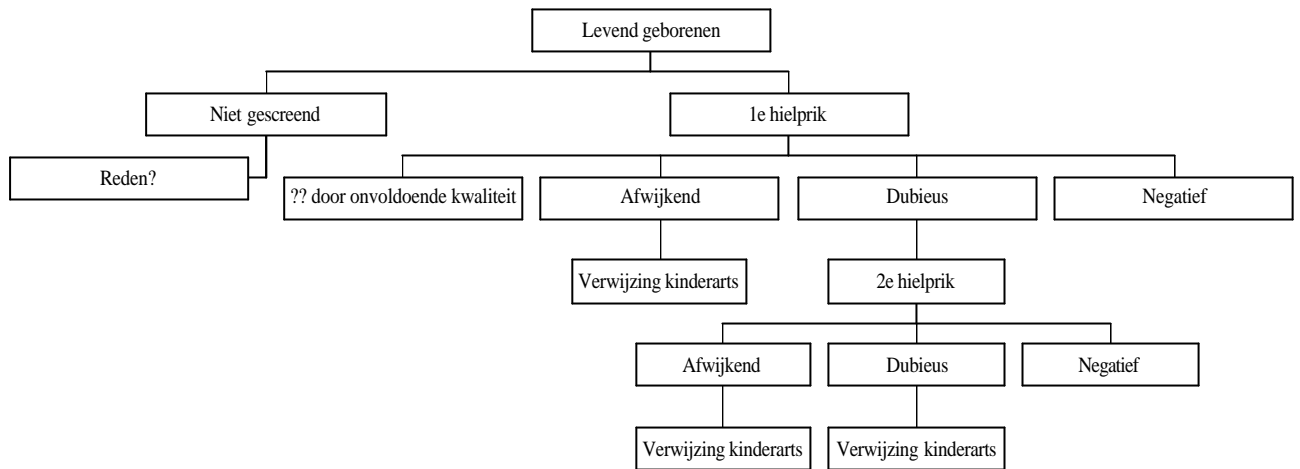 Levend geborenen
Niet gescreend
1e hielprik
Reden?
?? door onvoldoende kwaliteit
Afwijkend
Dubieus
Negatief
Verwijzing kinderarts
2e hielprik
Afwijkend
Dubieus
Negatief
Verwijzing kinderarts
Verwijzing kinderarts